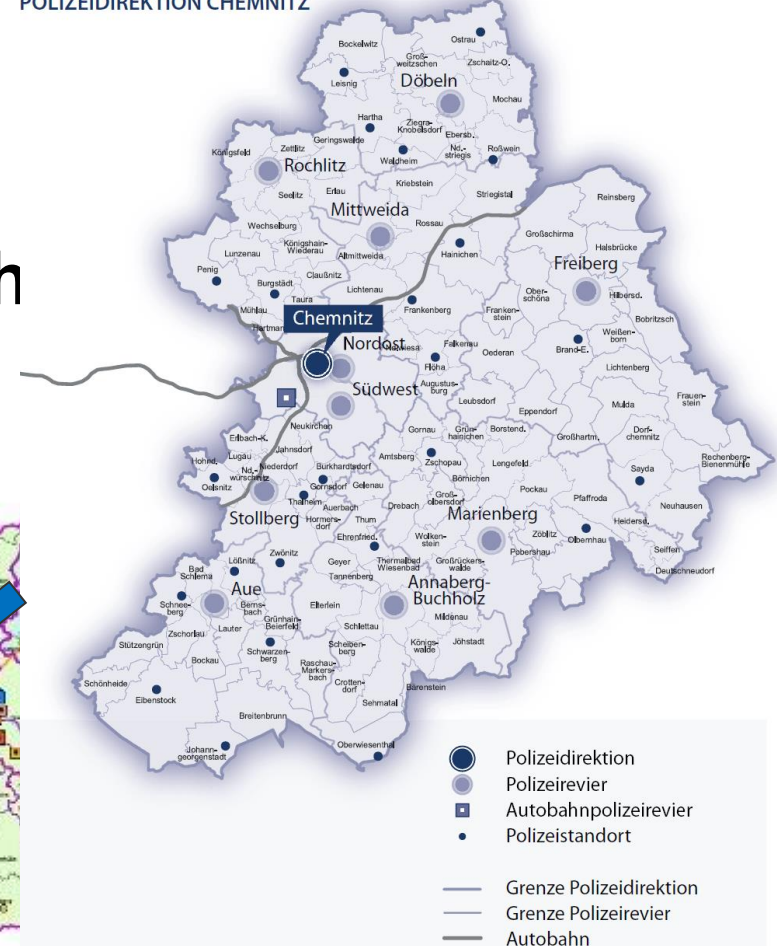 POLIZEIDIREKTION CHEMNITZ
Ostrau
Bockelwitz
Groß-
weitzschen
Zschaitz-O.
Leisnig
Döbeln
Mochau
Hartha
Ziegra-
Knobelsdorf
Ebersb.
Geringswalde
Zettlitz
Königsfeld
Waldheim
Nd.-
striegis
Roßwein
Rochlitz
Kriebstein
Seelitz
Erlau
Striegistal
Reinsberg
Mittweida
Rossau
Wechselburg
Großschirma
Halsbrücke
Königshain-
Wiederau
Altmittweida
Hainichen
Lunzenau
Freiberg
Penig
Claußnitz
Burgstädt
Lichtenau
Ober-
schöna
Hilbersd.
Taura
Mühlau
Frankenberg
Franken-
stein
Bobritzsch
Chemnitz
Nordost
Falkenau
Flöha
Oederan
Brand-E.
Weißen-
born
Lichtenberg
Südwest
Augustus-
burg
Leubsdorf
Frauen-
stein
Eppendorf
Mulda
Neukirchen
Gornau
Grün-
hainichen
Borstend.
Großhartm.
Dorf-
chemnitz
Erlbach-K.
Jahnsdorf
Lugau
Amtsberg
Zschopau
Lengefeld
Rechenberg-
Bienenmühle
Hohnd.
Niederdorf
Burkhardtsdorf
Nd.-
würschnitz
Oelsnitz
Gornsdorf
Gelenau
Börnichen
Sayda
Thalheim
Pockau
Groß-
olbersdorf
Pfaffroda
Auerbach
Drebach
Neuhausen
Stollberg
Hormers-
dorf
Thum
Marienberg
Heidersd.
Ehrenfried.
Wolken-
stein
Zöblitz
Olbernhau
Pobershau
Seiffen
Lößnitz
Zwönitz
Geyer
Thermalbad
Wiesenbad
Großrückers-
walde
Deutschneudorf
Bad
Schlema
Tannenberg
Aue
Annaberg-
Buchholz
Schnee-
berg
Berns-
bach
Elterlein
Grünhain-
Beierfeld
Mildenau
Zschorlau
Lauter
Schlettau
Stützengrün
Schwarzen-
berg
Scheiben-
berg
Königs-
walde
Jöhstadt
Bockau
Raschau-
Markers-
bach
Schönheide
Crotten-
dorf
Bärenstein
Eibenstock
Sehmatal
Breitenbrunn
Johann-
georgenstadt
Oberwiesenthal
Polizeidirektion
Polizeirevier
Autobahnpolizeirevier
Polizeistandort
Grenze Polizeidirektion
Grenze Polizeirevier
Autobahn